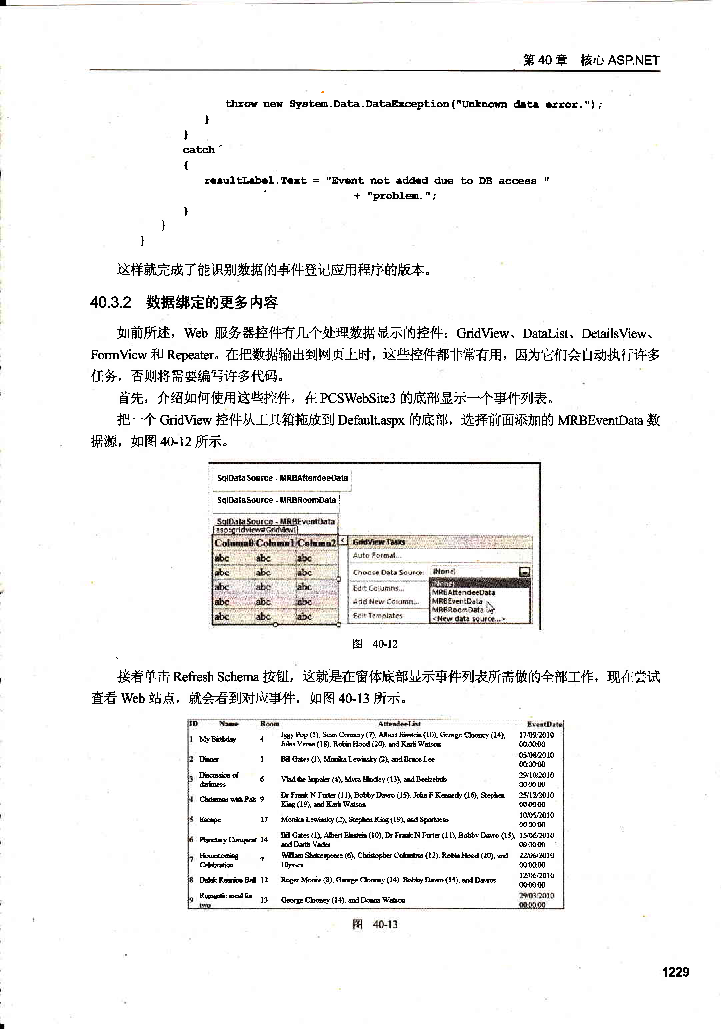 第 40 章 核心 ASP.NET
throw new System.Data.DataException("Unknown data error.");
}
}
catch
{
resultLabel.Text = "Event not added due to DB access "
+ "problem.";
}
}
}
这样就完成了能识别数据的事件登记应用程序的版本。
40.3.2 数据绑定的更多内容
如前所述，Web 服务器控件有几个处理数据显示的控件：GridView、DataList、DetailsView、
FormView 和 Repeater。在把数据输出到网页上时，这些控件都非常有用，因为它们会自动执行许多
任务，否则将需要编写许多代码。
首先，介绍如何使用这些控件，在 PCSWebSite3 的底部显示一个事件列表。
把一个 GridView 控件从工具箱拖放到 Default.aspx 的底部，选择前面添加的 MRBEventData 数
据源，如图 40-12 所示。
SqlDataSource - MRBAttendeeData
SqlDataSource - MRBRoomData
SqlDataSource - MRBEventData
asp:gridview#GridView1
Column0 Column1 Column2 GridView Tasks
abc abc abc Auto Format...
abc abc abc Choose Data Source: (None)
abc abc abc Edit Columns... (None)
MRBAttendeeData
abc abc abc Add New Column... MRBEventData
MRBRoomData
abc abc abc Edit Templates <New data source...>
图 40-12
接着单击 Refresh Schema 按钮，这就是在窗体底部显示事件列表所需做的全部工作，现在尝试
查看 Web 站点，就会看到对应事件，如图 40-13 所示。
ID Name Room AttendeeList EventDate
1 My Birthday 4 Iggy Pop (5), Sean Connery (7), Albert Einstein (10), George Clooney (14), 17/09/2010
Jules Verne (18), Robin Hood (20), and Karli Watson 00:00:00
2 Dinner 1 Bill Gates (1), Monika Lewinsky (2), and Bruce Lee 05/08/2010
00:00:00
3 Discussion of 6 Vlad the Impaler (4), Myra Hindley (13), and Beelzebub 29/10/2010
darkness 00:00:00
4 Christmas with Pals 9 Dr Frank N Furter (11), Bobby Davro (15), John F Kennedy (16), Stephen 25/12/2010
King (19), and Karli Watson 00:00:00
5 Escape 17 Monika Lewinsky (2), Stephen King (19), and Spartacus 10/05/2010
00:00:00
6 Planetary Conquest 14 Bill Gates (1), Albert Einstein (10), Dr Frank N Furter (11), Bobby Davro (15), 15/06/2010
and Darth Vader 00:00:00
7 Homecoming 7 William Shakespeare (6), Christopher Columbus (12), Robin Hood (20), and 22/06/2010
Celebration Ulysses 00:00:00
8 Dalek Reunion Ball 12 Roger Moore (8), George Clooney (14), Bobby Davro (15), and Davros 12/06/2010
00:00:00
9 Romantic meal for 13 George Clooney (14), and Donna Watson 29/03/2010
two 00:00:00
图 40-13
1229